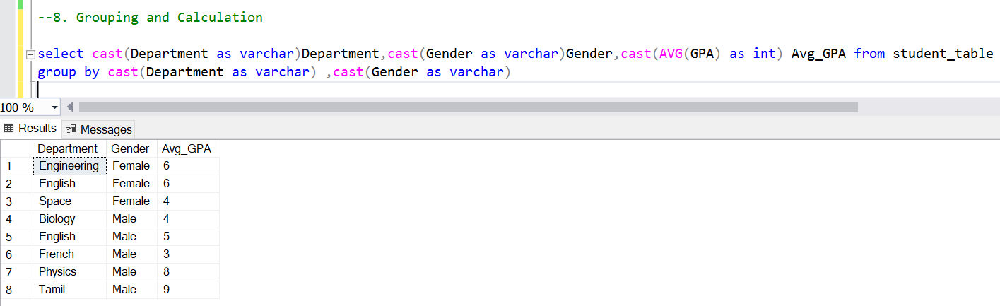 --8. Grouping and Calculation
select cast(Department as varchar)Department,cast(Gender as varchar)Gender,cast(AVG(GPA) as int) Avg_GPA from student_table
group by cast(Department as varchar) ,cast(Gender as varchar)
100 %
Results Messages
Department Gender Avg_GPA
1 Engineering Female 6
2 English Female 6
3 Space Female 4
4 Biology Male 4
5 English Male 5
6 French Male 3
7 Physics Male 8
8 Tamil Male 9